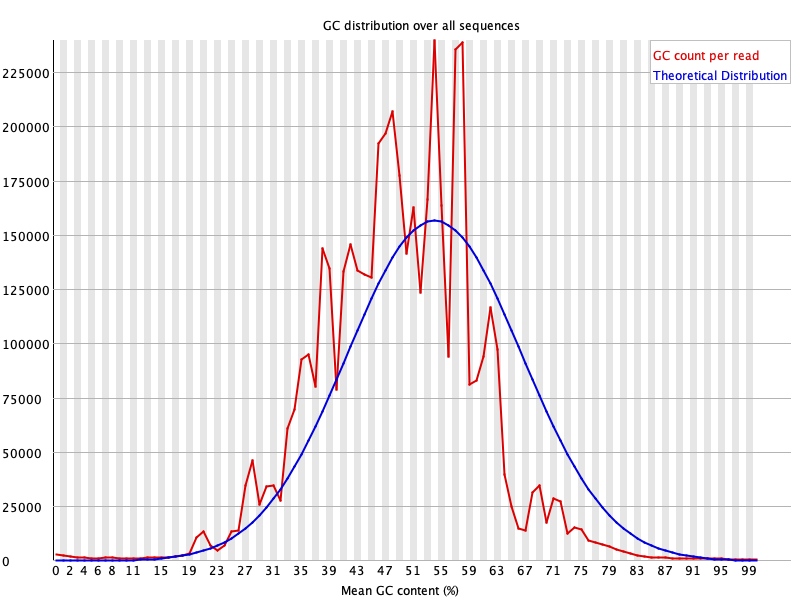 GC distribution over all sequences
GC count per read
Theoretical Distribution
225000
200000
175000
150000
125000
100000
75000
50000
25000
0
0 2 4 6 8 11 15 19 23 27 31 35 39 43 47 51 55 59 63 67 71 75 79 83 87 91 95 99
Mean GC content (%)